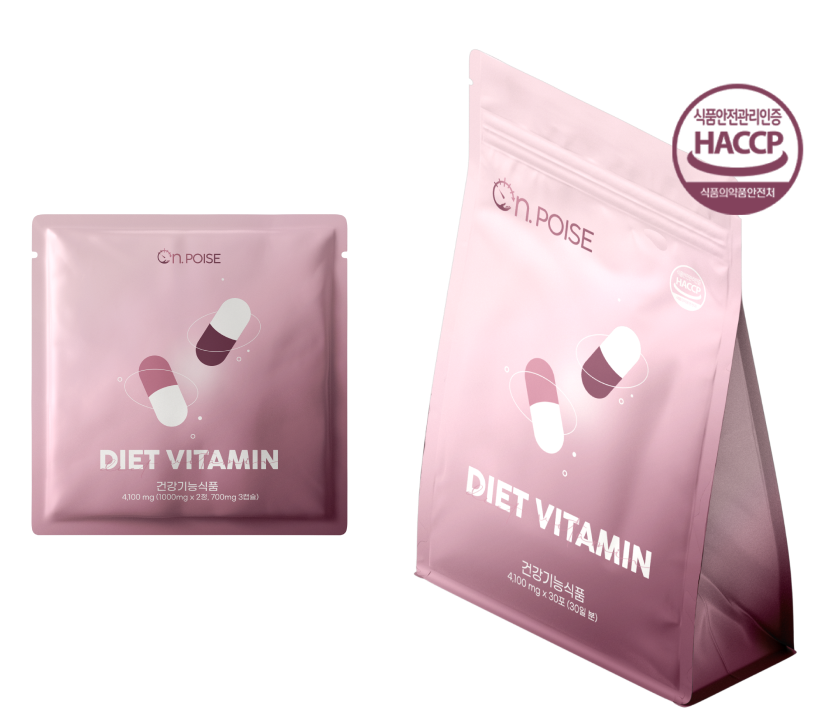 On. POISE
DIET VITAMIN
건강기능식품
4,100 mg (1000mg x 2정, 700mg 3캡슐)
On. POISE
HACCP
DIET VITAMIN
건강기능식품
4,100 mg x 30포 (30일 분)
식품안전관리인증
HACCP
식품의약품안전처